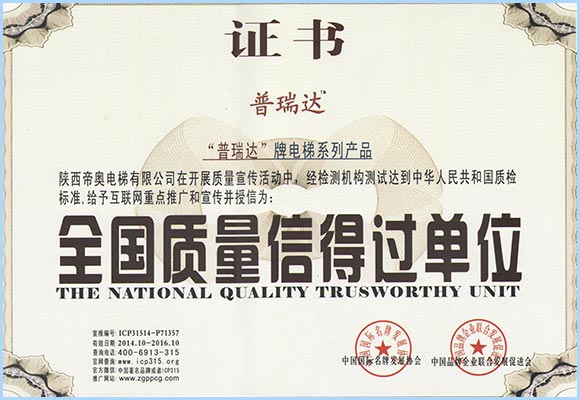 证书
普瑞达™
“普瑞达”牌电梯系列产品
陕西帝奥电梯有限公司在开展质量宣传活动中，经检测机构测试达到中华人民共和国质检
标准,给予互联网重点推广和宣传并授信为:
全国质量信得过单位
THE NATIONAL QUALITY TRUSWORTHY UNIT
宣推编号:ICP31514-P71357
有效日期:2014.10-2016.10
查询电话:400-6913-315
官网查询:www.icp315.org
官方微信:中国著名品牌或者ICP315
推广网站:www.zgppcg.com
中国国际名牌发展协会
中国品牌企业联合发展促进会